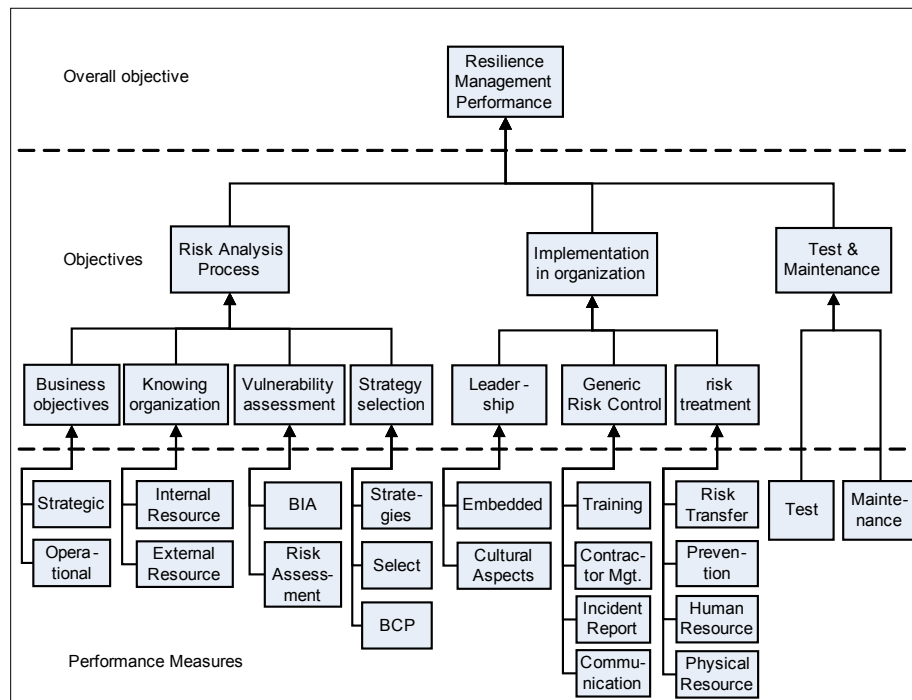 Overall objective
Resilience
Management
Performance
Objectives
Risk Analysis
Process
Implementation
in organization
Test &
Maintenance
Business
objectives
Knowing
organization
Vulnerability
assessment
Strategy
selection
Leader -
ship
Generic
Risk Control
risk
treatment
Strategic
Opera-
tional
Internal
Resource
External
Resource
BIA
Risk
Assess-
ment
Strate-
gies
Select
BCP
Embedded
Cultural
Aspects
Training
Contrac-
tor Mgt.
Incident
Report
Commu-
nication
Risk
Transfer
Preven-
tion
Human
Resource
Physical
Resource
Test
Mainte-
nance
Performance Measures